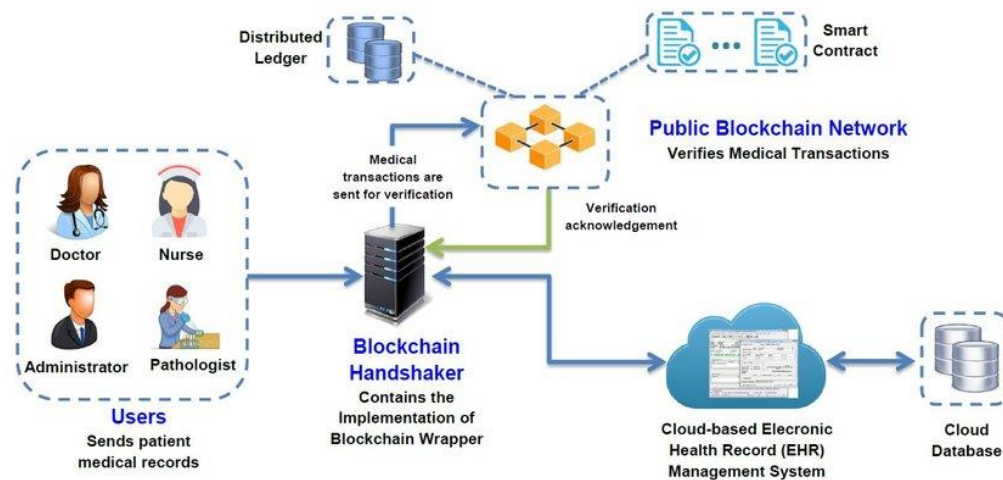 Distributed
Ledger
Smart
Contract
Public Blockchain Network
Verifies Medical Transactions
Medical
transactions are
sent for verification
Verification
acknowledgement
Doctor
Nurse
Administrator
Pathologist
Users
Sends patient
medical records
Blockchain
Handshaker
Contains the
Implementation of
Blockchain Wrapper
Cloud-based Elecronic
Health Record (EHR)
Management System
Cloud
Database